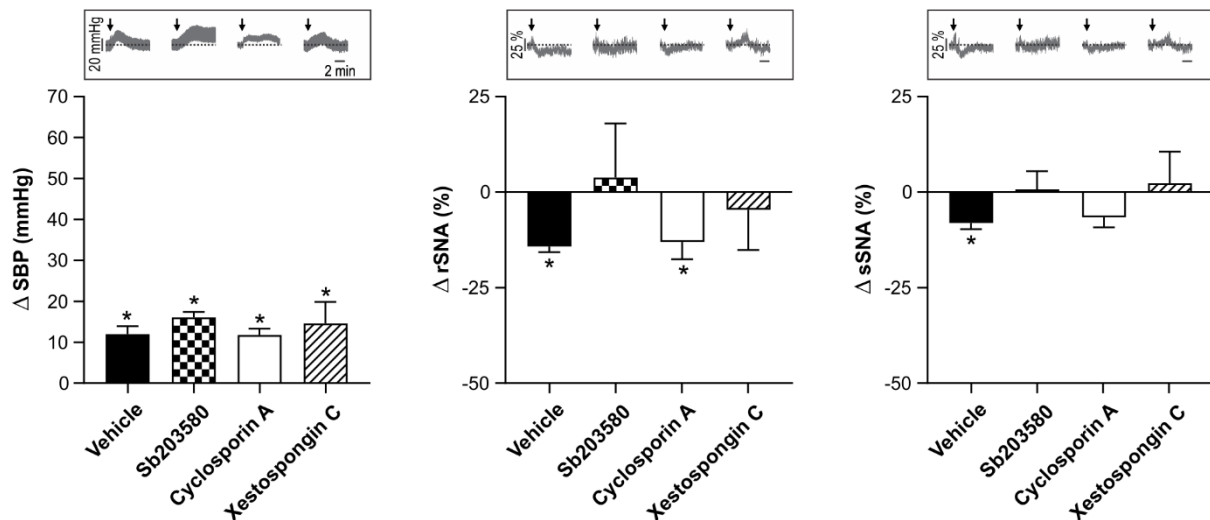 20 mmHg
2 min
Δ SBP (mmHg)
70
60
50
40
30
20
10
0
*
*
*
*
Vehicle
Sb203580
Cyclosporin A
Xestospongin C
25 %
Δ rSNA (%)
25
0
-25
-50
*
*
Vehicle
Sb203580
Cyclosporin A
Xestospongin C
25 %
Δ sSNA (%)
25
0
-25
-50
*
Vehicle
Sb203580
Cyclosporin A
Xestospongin C